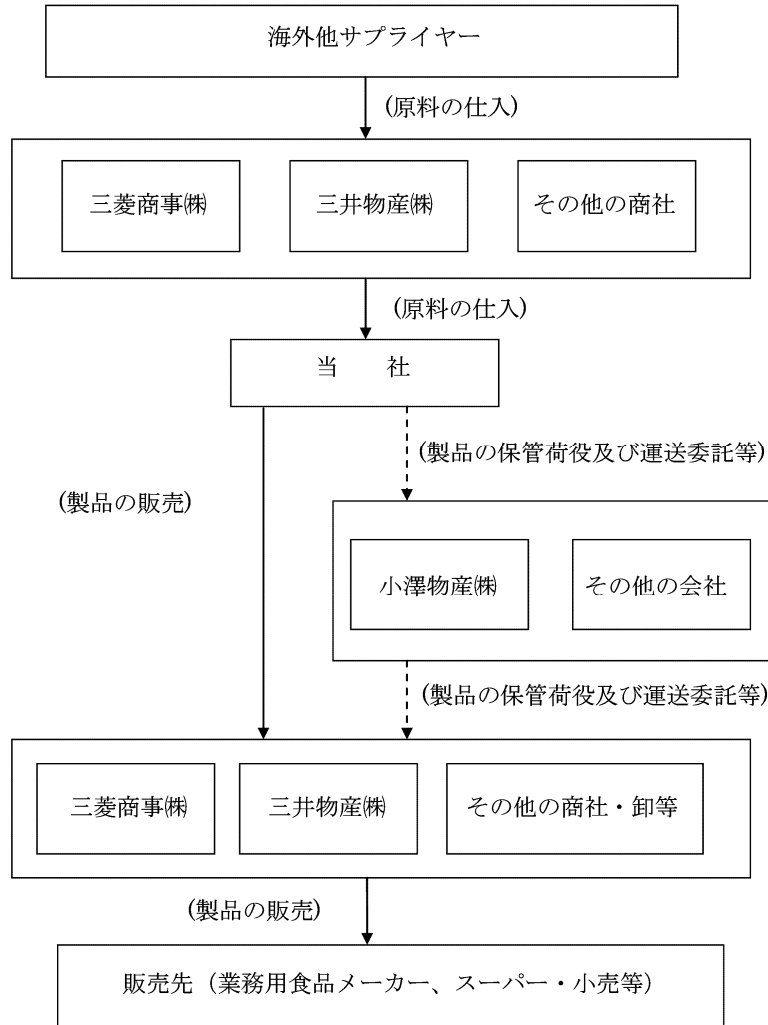 海外他サプライヤー
(原料の仕入)
三菱商事㈱
三井物産㈱
その他の商社
(原料の仕入)
当　　社
(製品の保管荷役及び運送委託等)
(製品の販売)
小澤物産㈱
その他の会社
(製品の保管荷役及び運送委託等)
三菱商事㈱
三井物産㈱
その他の商社・卸等
(製品の販売)
販売先（業務用食品メーカー、スーパー・小売等）